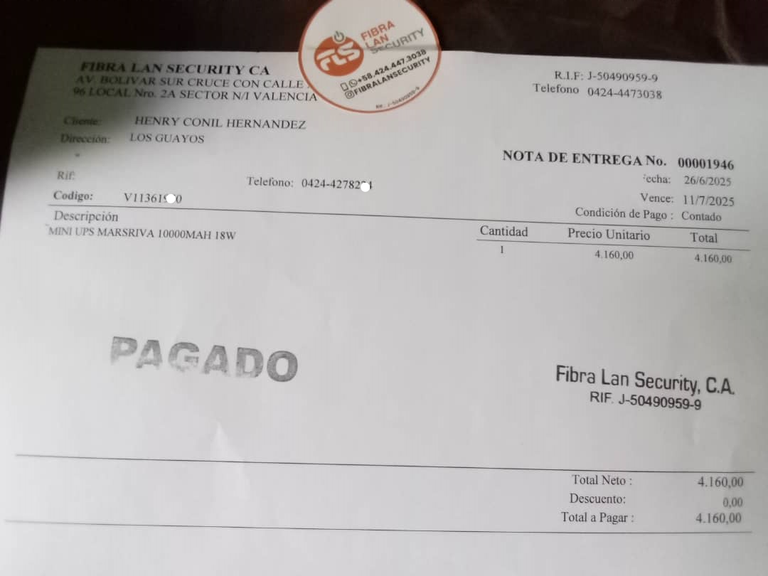 FIBRA LAN SECURITY CA
AV. BOLIVAR SUR CRUCE CON CALLE
96 LOCAL Nro. 2A SECTOR N/I VALENCIA
FLS
FIBRA
LAN
SECURITY
+58.424.447.3038
@FIBRALANSECURITY
RIF: J-50490959-9
R.I.F: J-50490959-9
Telefono 0424-4473038
Cliente: HENRY CONIL HERNANDEZ
Dirección: LOS GUAYOS
NOTA DE ENTREGA No. 00001946
Fecha: 26/6/2025
Rif:
Telefono: 0424-4278
Vence: 11/7/2025
Codigo: V11361
Condición de Pago : Contado
Descripción Cantidad Precio Unitario Total
MINI UPS MARSRIVA 10000MAH 18W 1 4.160,00 4.160,00
PAGADO
Fibra Lan Security, C.A.
RIF. J-50490959-9
Total Neto : 4.160,00
Descuento: 0,00
Total a Pagar : 4.160,00